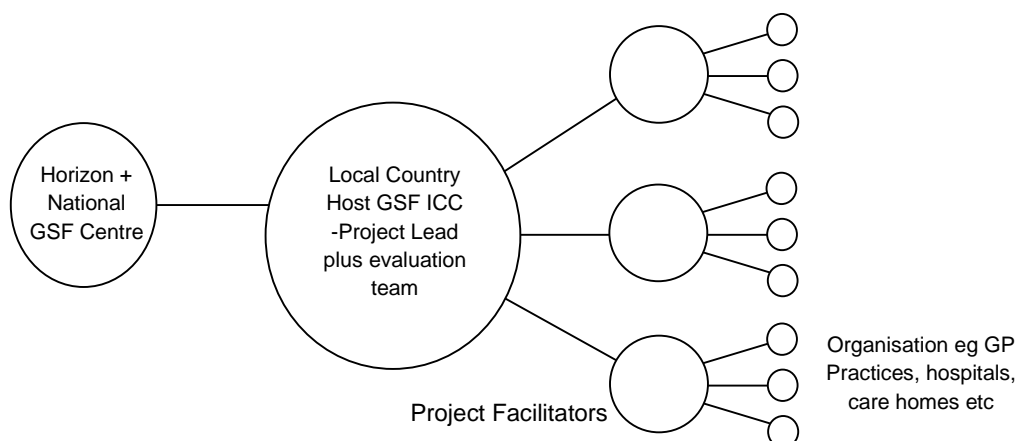 Horizon +
National
GSF Centre
Local Country
Host GSF ICC
-Project Lead
plus evaluation
team
Project Facilitators
Organisation eg GP
Practices, hospitals,
care homes etc